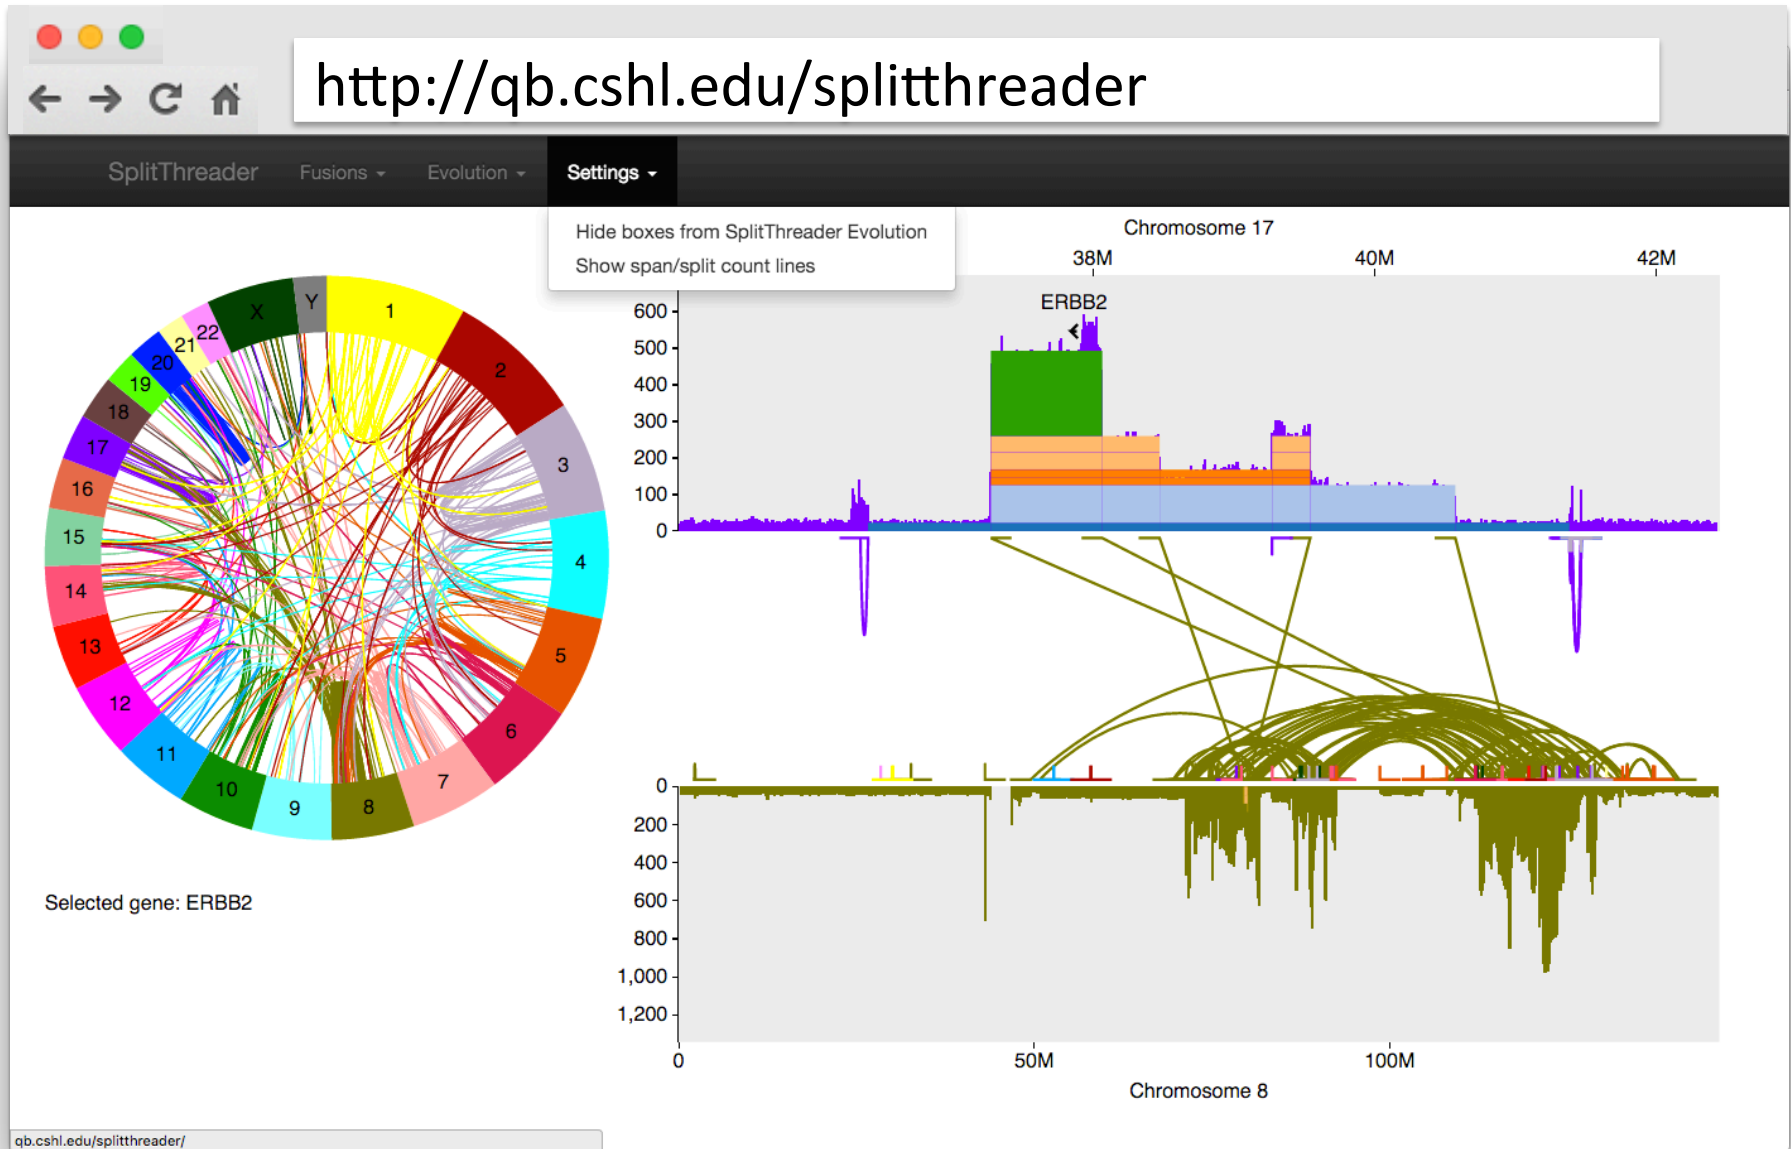 http://qb.cshl.edu/splitthreader
SplitThreader Fusions Evolution Settings
Hide boxes from SplitThreader Evolution
Show span/split count lines
Chromosome 17
38M 40M 42M
ERBB2
600
500
400
300
200
100
0
1
2
3
4
5
6
7
8
9
10
11
12
13
14
15
16
17
18
19
20
21
22
X
Y
Selected gene: ERBB2
0
200
400
600
800
1,000
1,200
0 50M 100M
Chromosome 8
qb.cshl.edu/splitthreader/